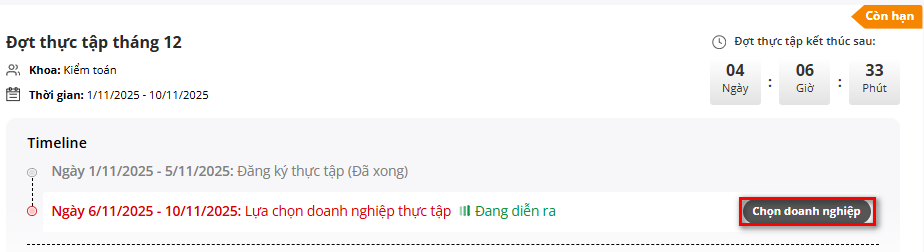 Còn hạn
Đợt thực tập tháng 12
Đợt thực tập kết thúc sau:
Khoa: Kiểm toán
Thời gian: 1/11/2025 - 10/11/2025
04 : 06 : 33
Ngày Giờ Phút
Timeline
Ngày 1/11/2025 - 5/11/2025: Đăng ký thực tập (Đã xong)
Ngày 6/11/2025 - 10/11/2025: Lựa chọn doanh nghiệp thực tập Đang diễn ra Chọn doanh nghiệp